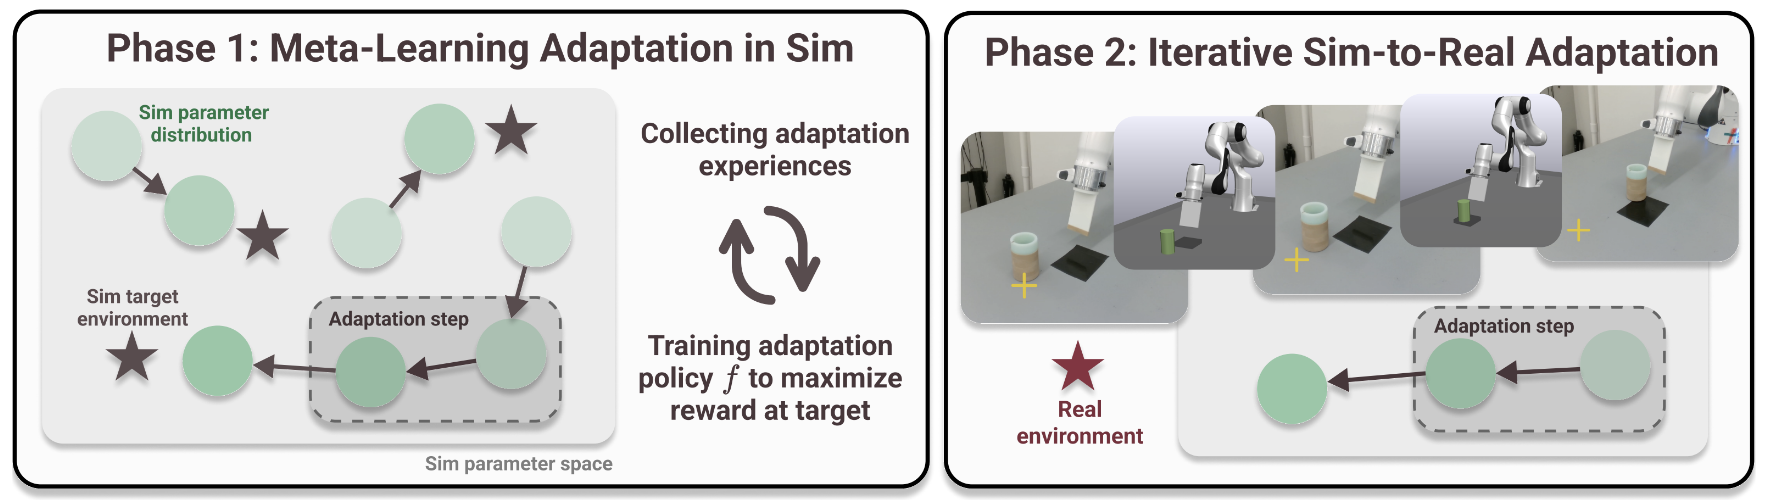 Phase 1: Meta-Learning Adaptation in Sim
Sim parameter
distribution
Sim target
environment
Adaptation step
Sim parameter space
Collecting adaptation
experiences
Training adaptation
policy f to maximize
reward at target
Phase 2: Iterative Sim-to-Real Adaptation
Real
environment
Adaptation step